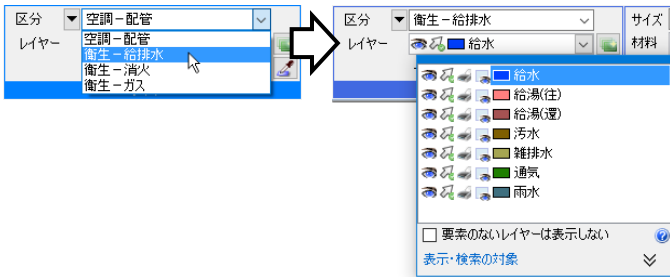 区分 ▼ 空調－配管
レイヤー
空調－配管
衛生－給排水
衛生－消火
衛生－ガス
区分 ▼ 衛生－給排水
サイズ
レイヤー 給水
材料
給水
給湯(往)
給湯(還)
汚水
雑排水
通気
雨水
要素のないレイヤーは表示しない
表示・検索の対象